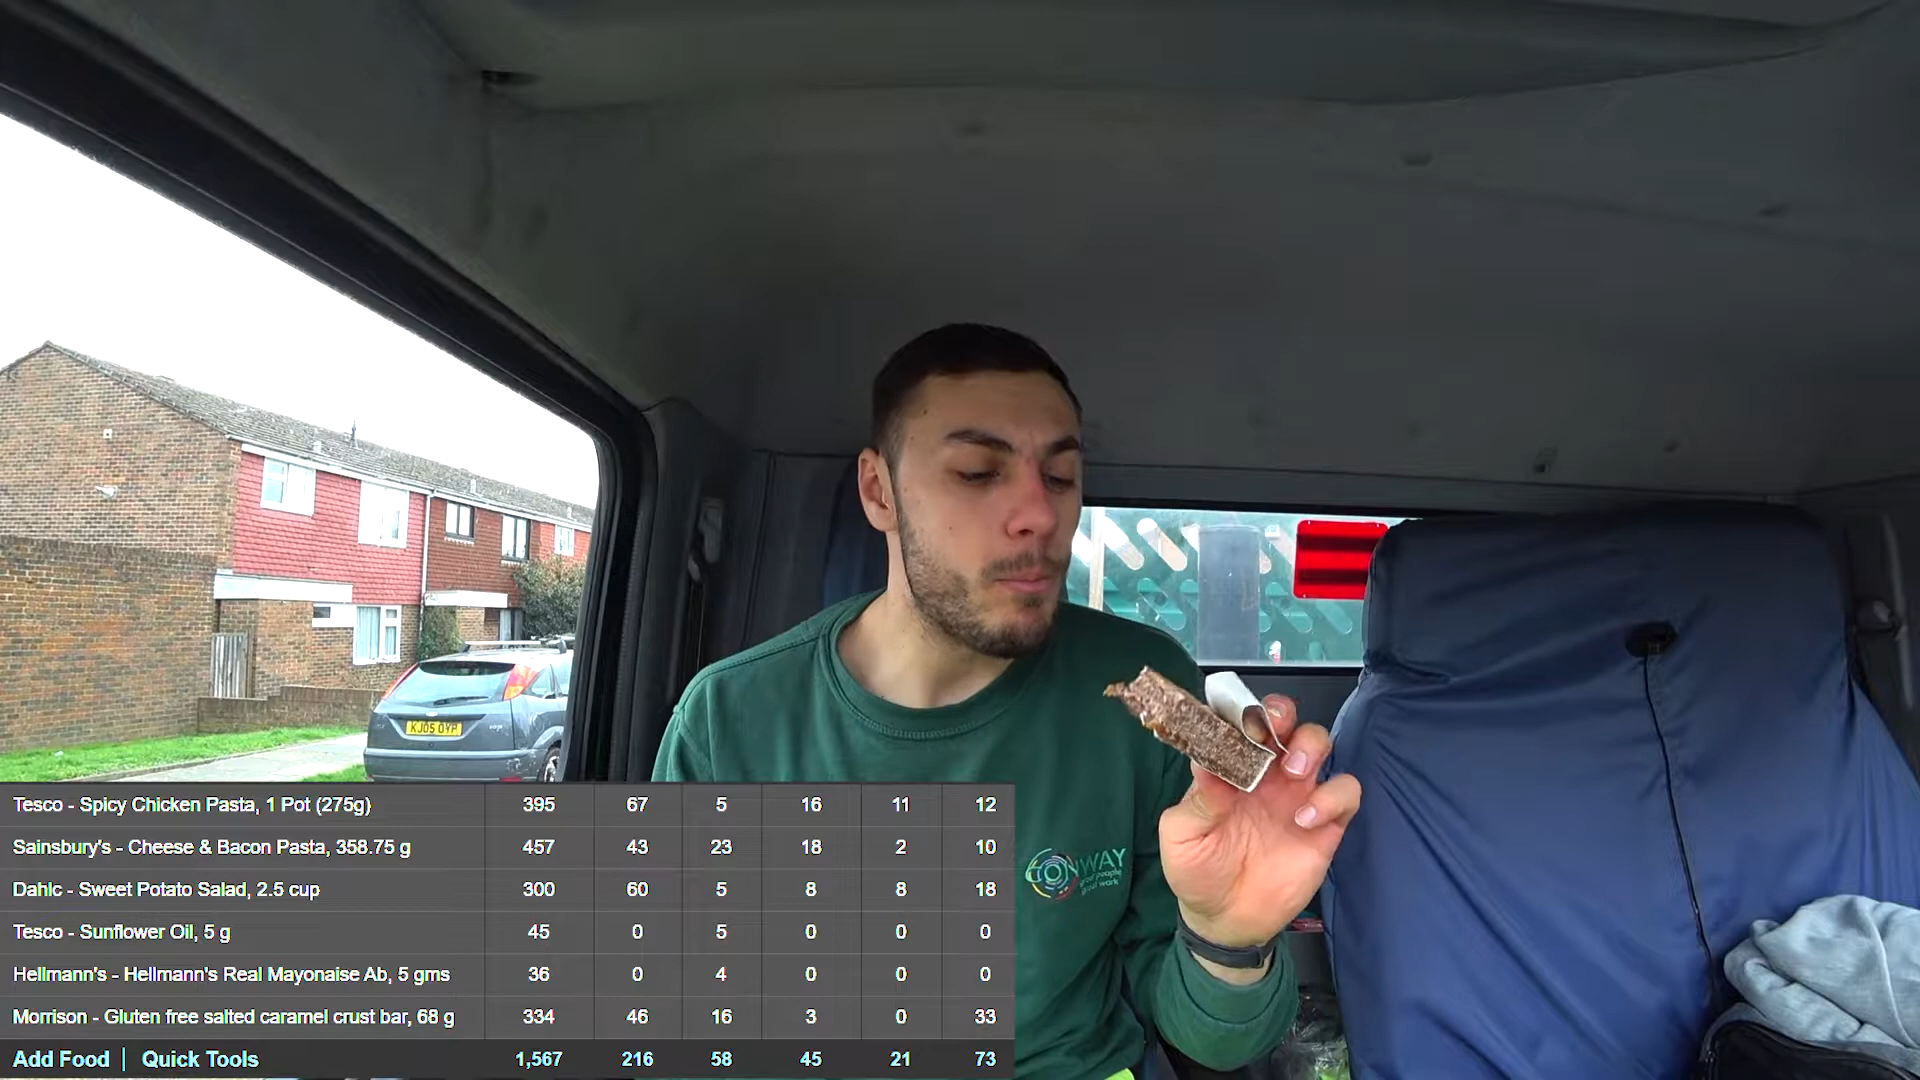 KJ05 OYP
CONWAY
great people
great work
Tesco - Spicy Chicken Pasta, 1 Pot (275g) 395 67 5 16 11 12
Sainsbury's - Cheese & Bacon Pasta, 358.75 g 457 43 23 18 2 10
Dahlc - Sweet Potato Salad, 2.5 cup 300 60 5 8 8 18
Tesco - Sunflower Oil, 5 g 45 0 5 0 0 0
Hellmann's - Hellmann's Real Mayonaise Ab, 5 gms 36 0 4 0 0 0
Morrison - Gluten free salted caramel crust bar, 68 g 334 46 16 3 0 33
Add Food | Quick Tools 1,567 216 58 45 21 73